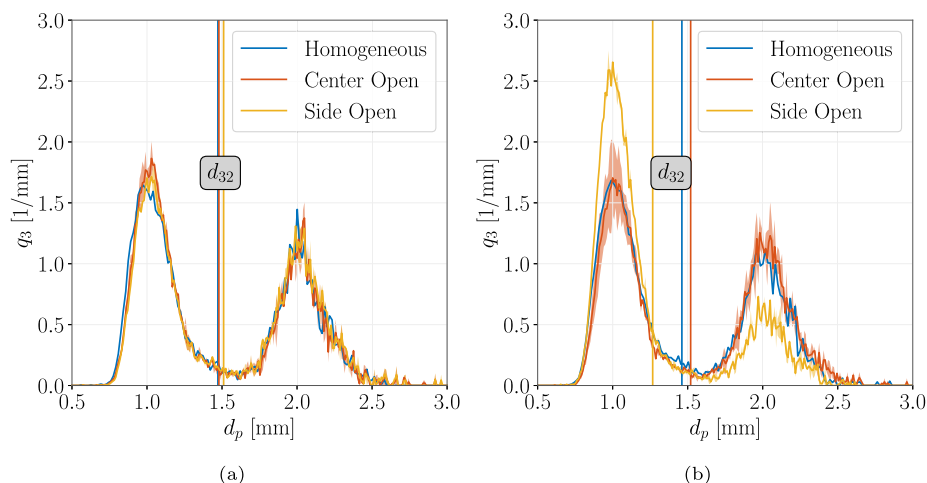 3.0
2.5
2.0
1.5
1.0
0.5
0.0
q3 [1/mm]
Homogeneous
Center Open
Side Open
d32
0.5 1.0 1.5 2.0 2.5 3.0
dp [mm]
(a)
3.0
2.5
2.0
1.5
1.0
0.5
0.0
q3 [1/mm]
Homogeneous
Center Open
Side Open
d32
0.5 1.0 1.5 2.0 2.5 3.0
dp [mm]
(b)